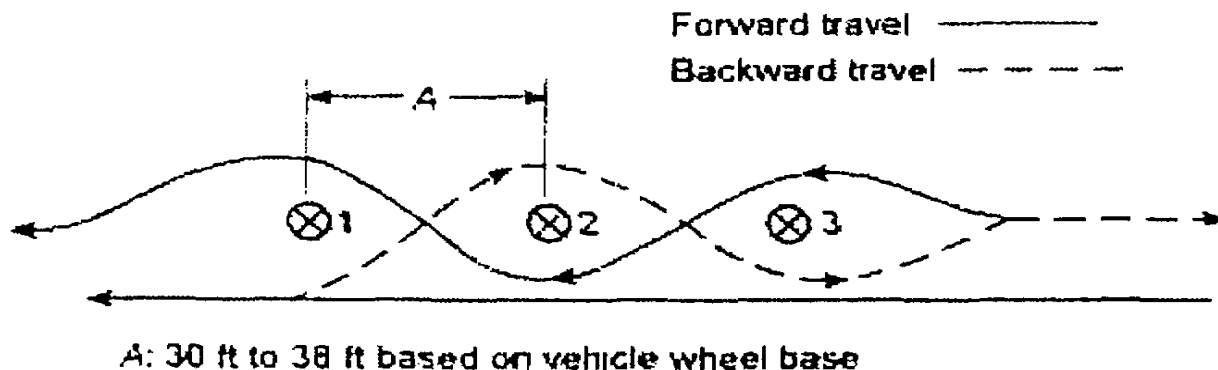 Forward travel
Backward travel
A
1
2
3
A: 30 ft to 38 ft based on vehicle wheel base